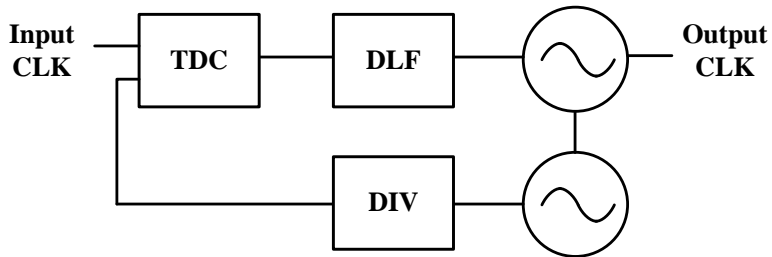 Input
CLK
TDC
DLF
Output
CLK
DIV